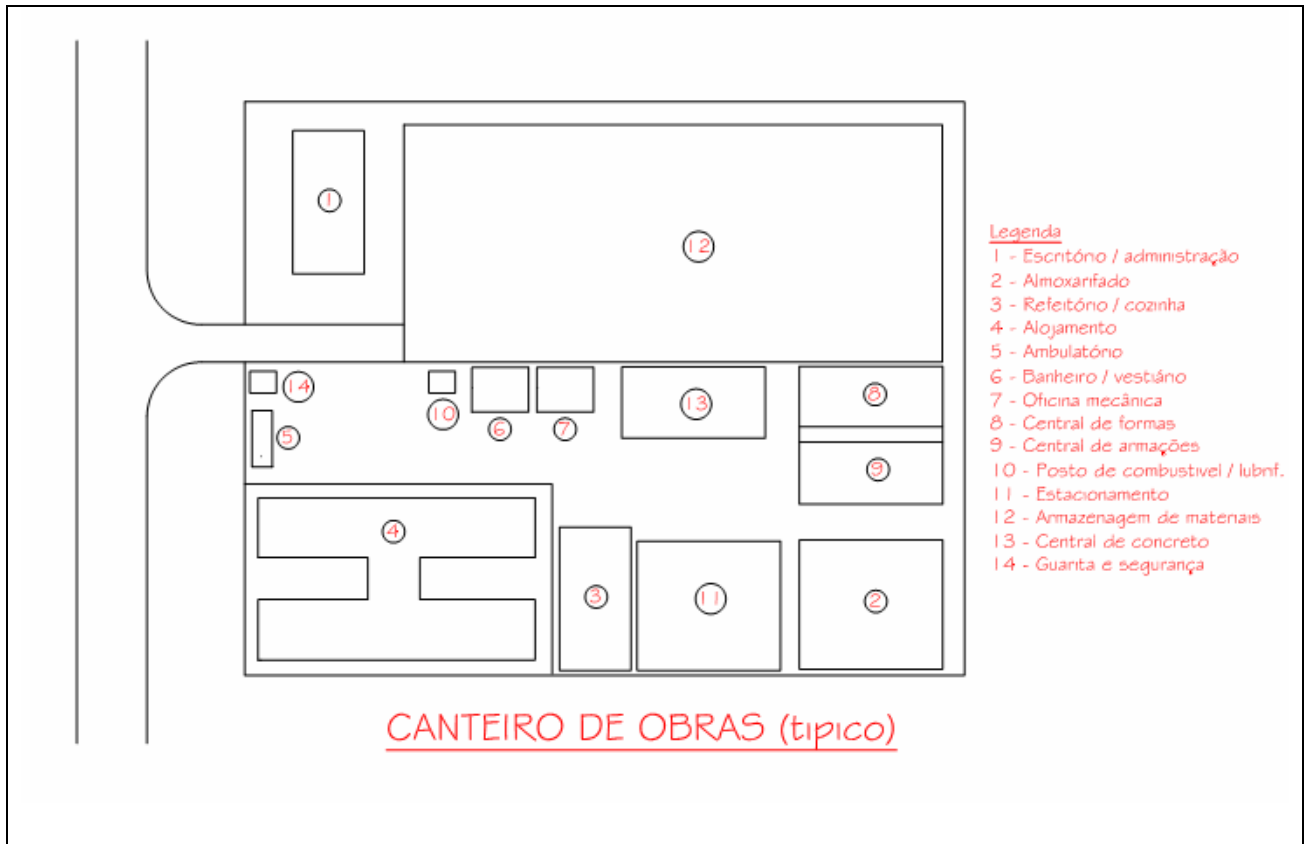 1
12
Legenda
1 - Escritório / administração
2 - Almoxarifado
3 - Refeitório / cozinha
4 - Alojamento
5 - Ambulatório
6 - Banheiro / vestiário
7 - Oficina mecânica
8 - Central de formas
9 - Central de armações
10 - Posto de combustível / lubrif.
11 - Estacionamento
12 - Armazenagem de materiais
13 - Central de concreto
14 - Guarita e segurança
14
10
5
6
7
13
8
9
4
3
11
2
CANTEIRO DE OBRAS (típico)